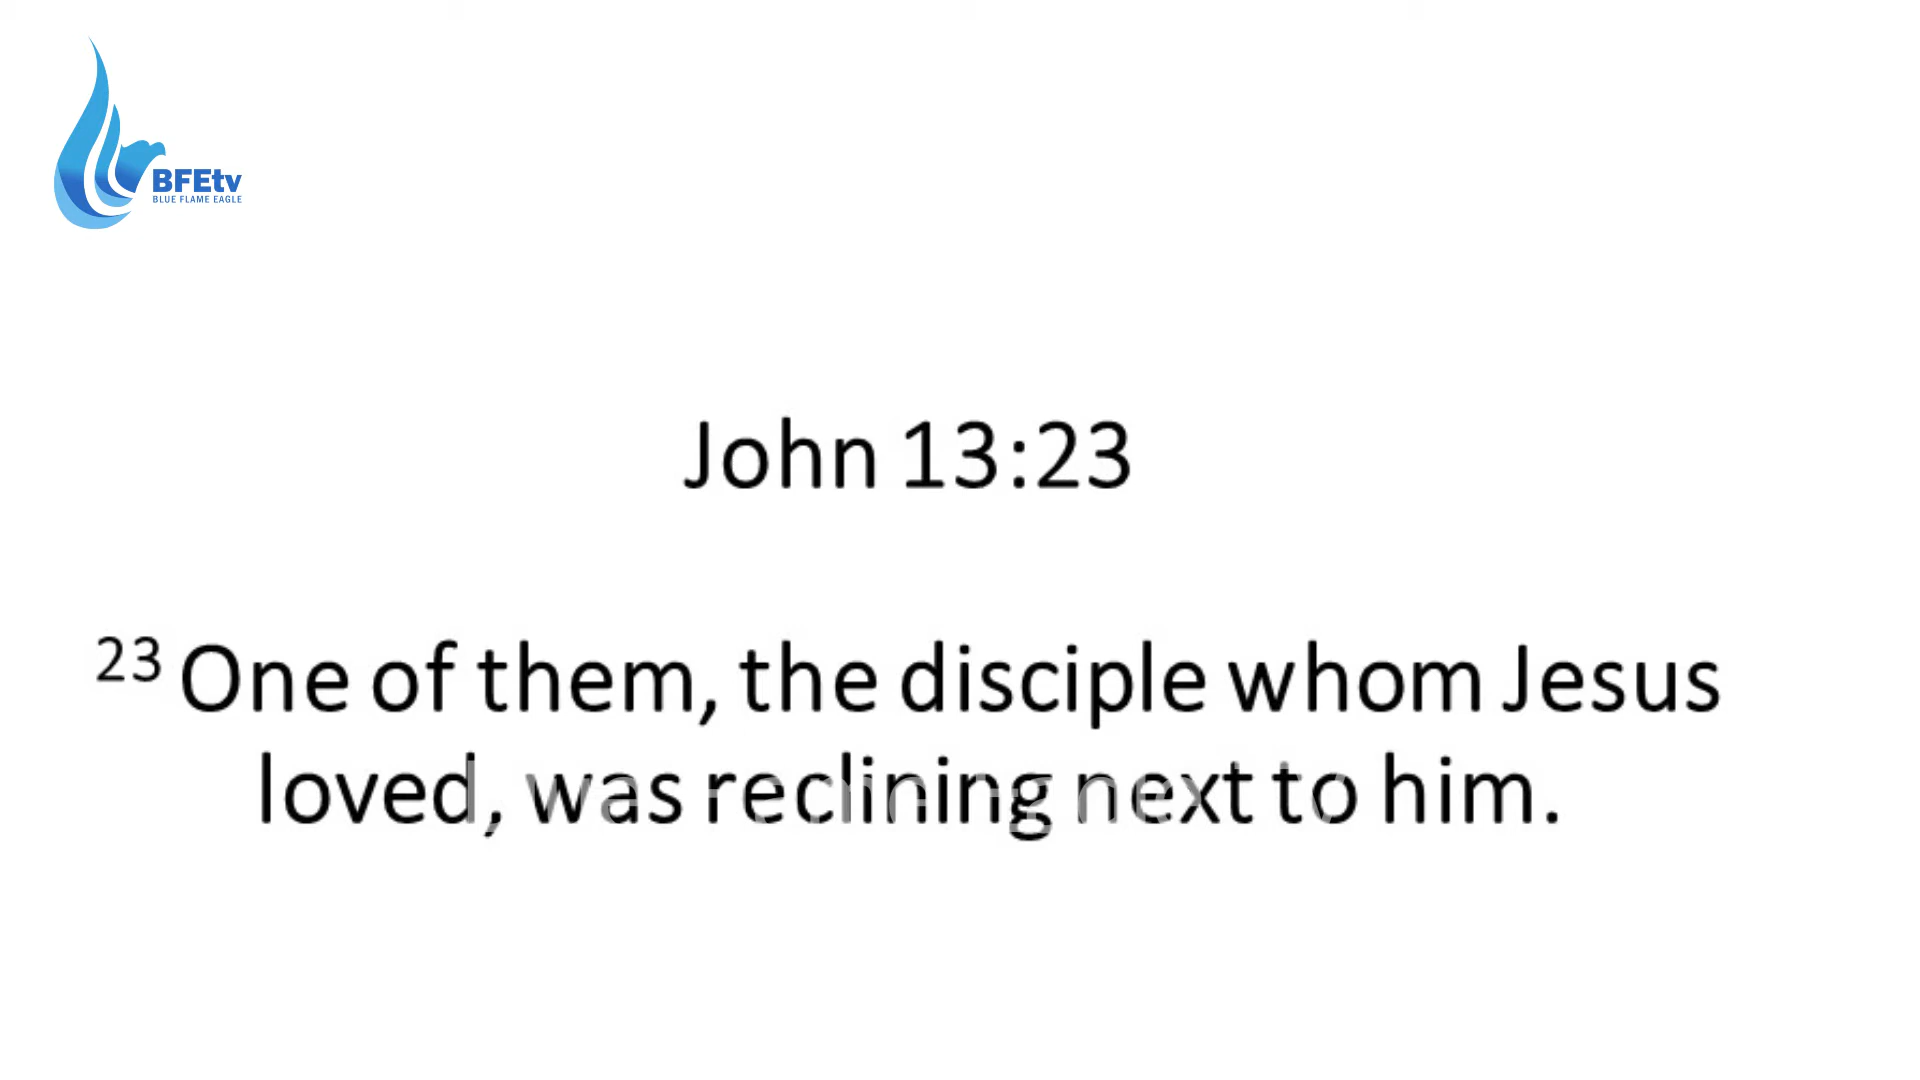 BFEtv
BLUE FLAME EAGLE
John 13:23
23 One of them, the disciple whom Jesus
loved, was reclining next to him.